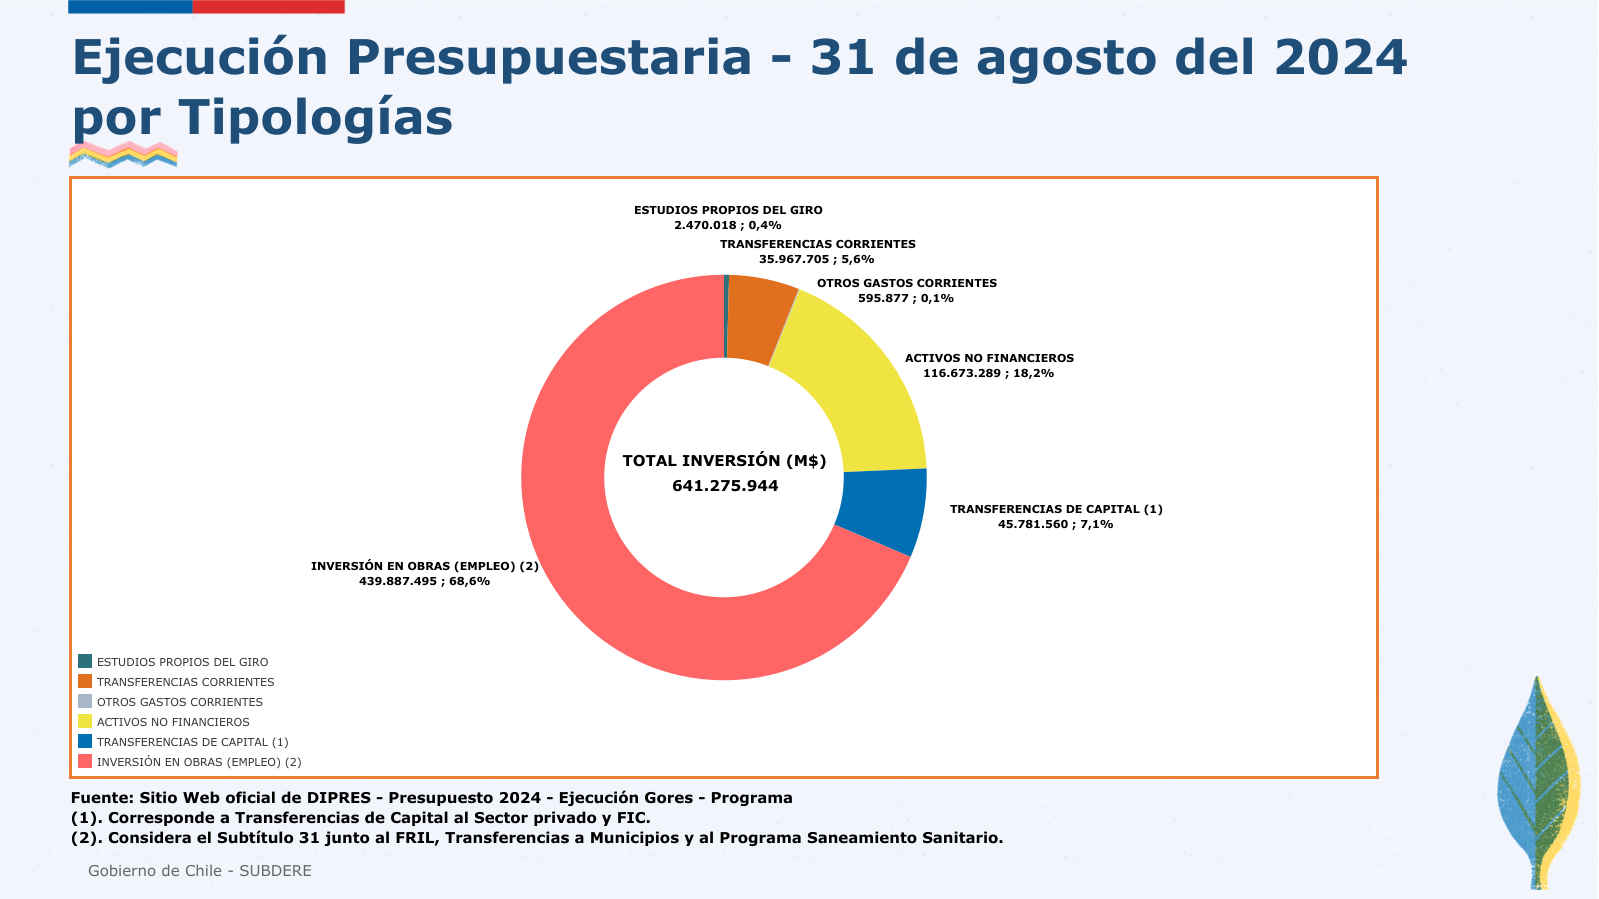 Ejecución Presupuestaria - 31 de agosto del 2024
por Tipologías
ESTUDIOS PROPIOS DEL GIRO
2.470.018 ; 0,4%
TRANSFERENCIAS CORRIENTES
35.967.705 ; 5,6%
OTROS GASTOS CORRIENTES
595.877 ; 0,1%
ACTIVOS NO FINANCIEROS
116.673.289 ; 18,2%
TOTAL INVERSIÓN (M$)
641.275.944
TRANSFERENCIAS DE CAPITAL (1)
45.781.560 ; 7,1%
INVERSIÓN EN OBRAS (EMPLEO) (2)
439.887.495 ; 68,6%
ESTUDIOS PROPIOS DEL GIRO
TRANSFERENCIAS CORRIENTES
OTROS GASTOS CORRIENTES
ACTIVOS NO FINANCIEROS
TRANSFERENCIAS DE CAPITAL (1)
INVERSIÓN EN OBRAS (EMPLEO) (2)
Fuente: Sitio Web oficial de DIPRES - Presupuesto 2024 - Ejecución Gores - Programa
(1). Corresponde a Transferencias de Capital al Sector privado y FIC.
(2). Considera el Subtítulo 31 junto al FRIL, Transferencias a Municipios y al Programa Saneamiento Sanitario.
Gobierno de Chile - SUBDERE